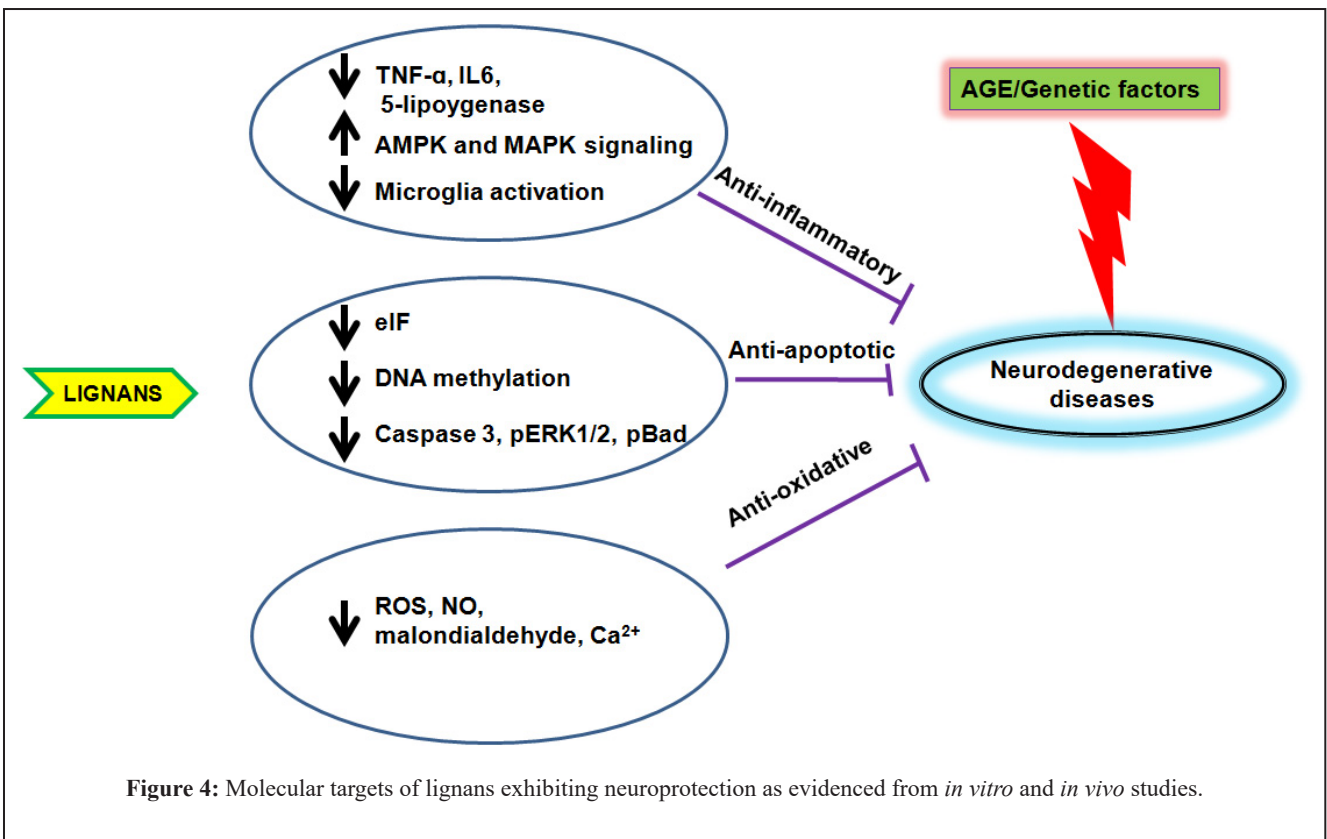 TNF-α, IL6,
5-lipoygenase
AMPK and MAPK signaling
Microglia activation
AGE/Genetic factors
Anti-inflammatory
LIGNANS
eIF
DNA methylation
Caspase 3, pERK1/2, pBad
Anti-apoptotic
Neurodegenerative
diseases
ROS, NO,
malondialdehyde, Ca²⁺
Anti-oxidative
Figure 4: Molecular targets of lignans exhibiting neuroprotection as evidenced from in vitro and in vivo studies.